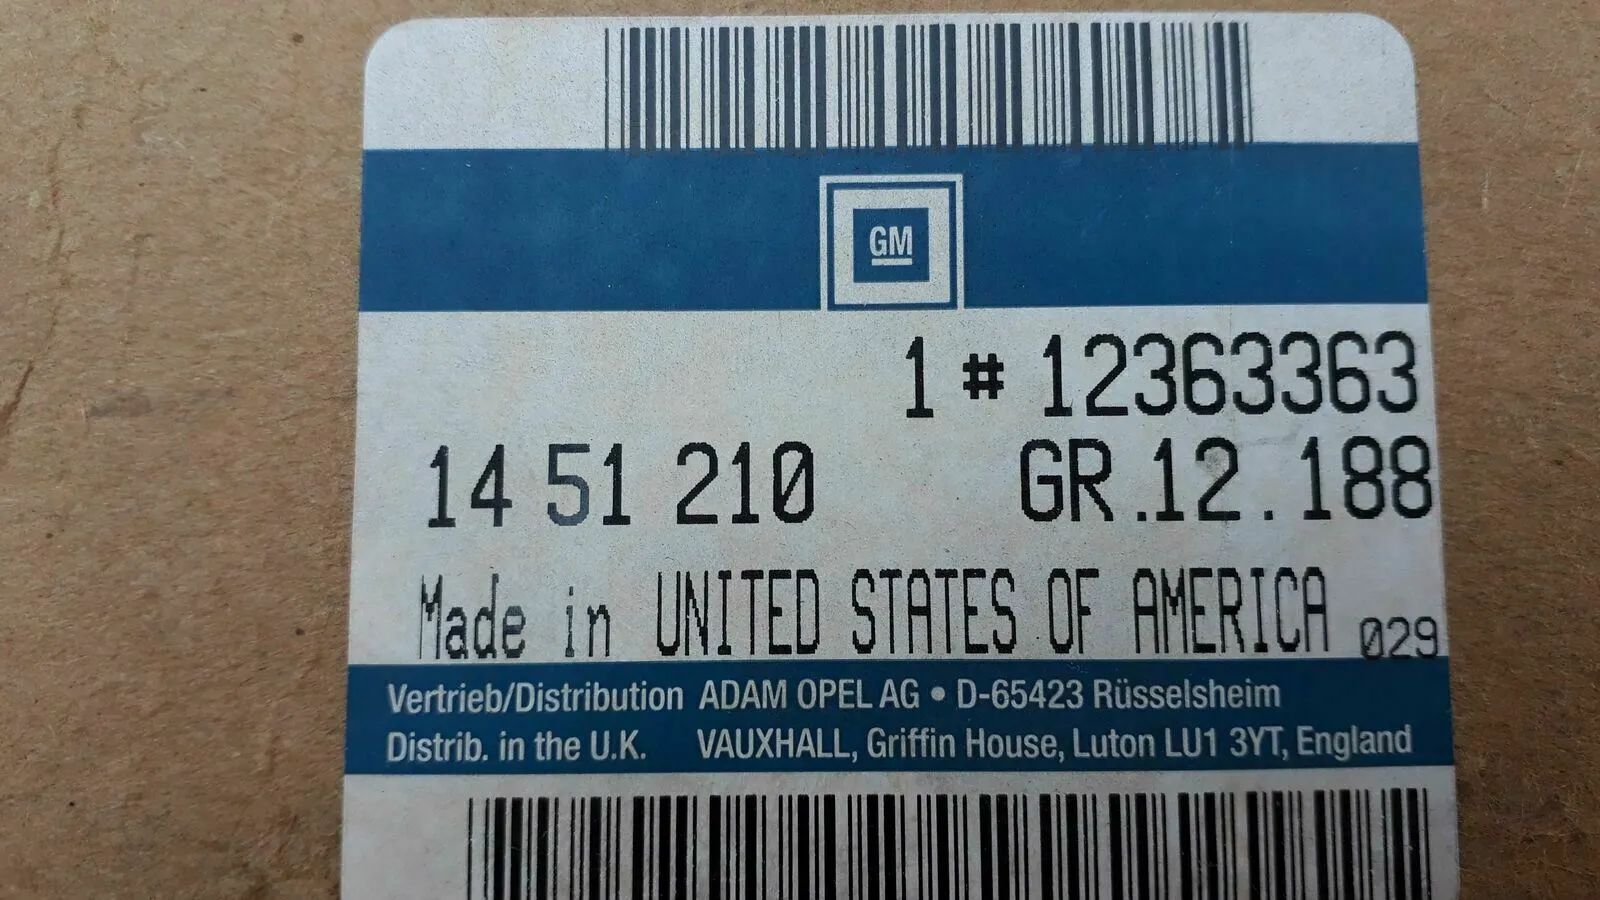 GM
1 # 12363363
14 51 210 GR.12.188
Made in UNITED STATES OF AMERICA 029
Vertrieb/Distribution ADAM OPEL AG • D-65423 Rüsselsheim
Distrib. in the U.K. VAUXHALL, Griffin House, Luton LU1 3YT, England